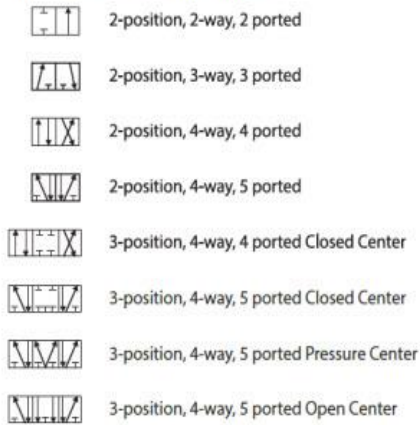 2-position, 2-way, 2 ported
2-position, 3-way, 3 ported
2-position, 4-way, 4 ported
2-position, 4-way, 5 ported
3-position, 4-way, 4 ported Closed Center
3-position, 4-way, 5 ported Closed Center
3-position, 4-way, 5 ported Pressure Center
3-position, 4-way, 5 ported Open Center